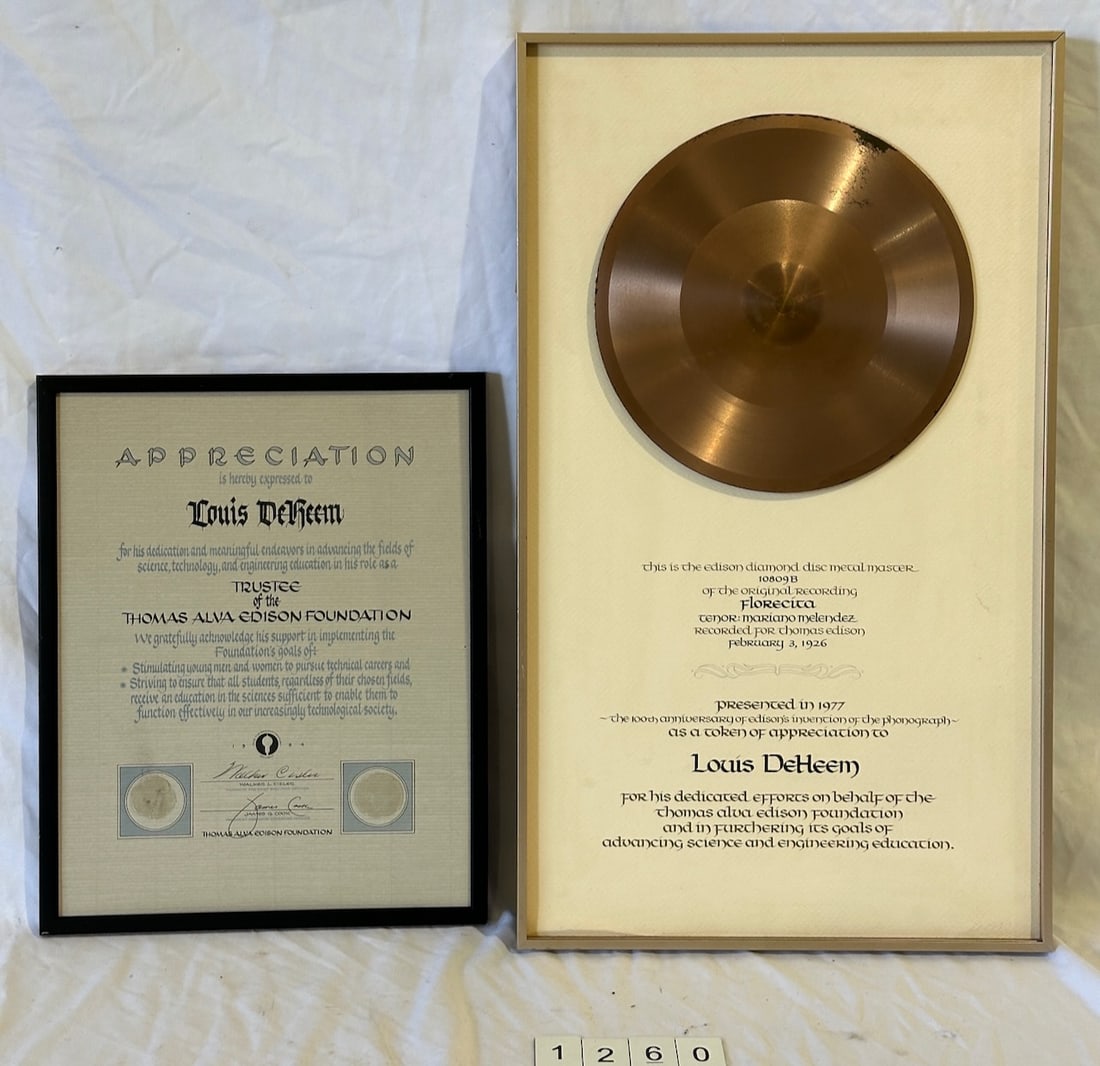 APPRECIATION
is hereby expressed to
Louis DeHeem
for his dedication and meaningful endeavors in advancing the fields of
science, technology, and engineering education in his role as a
TRUSTEE
of the
THOMAS ALVA EDISON FOUNDATION
We gratefully acknowledge his support in implementing the
Foundation's goals of:
• Stimulating young men and women to pursue technical careers and
• Striving to ensure that all students, regardless of their chosen fields,
receive an education in the sciences sufficient to enable them to
function effectively in our increasingly technological society.
Walker Cisler
WALKER L. CISLER
James Cook
JAMES G. COOK
THOMAS ALVA EDISON FOUNDATION
this is the edison diamond disc metal master
10809B
of the original recording
Florecita
tenor: mariano melendez
Recorded for thomas edison
February 3, 1926
presented in 1977
~ the 100th anniversary of edison's invention of the phonograph ~
as a token of appreciation to
Louis DeHeem
for his dedicated efforts on behalf of the
thomas alva edison foundation
and in furthering its goals of
advancing science and engineering education.
1260